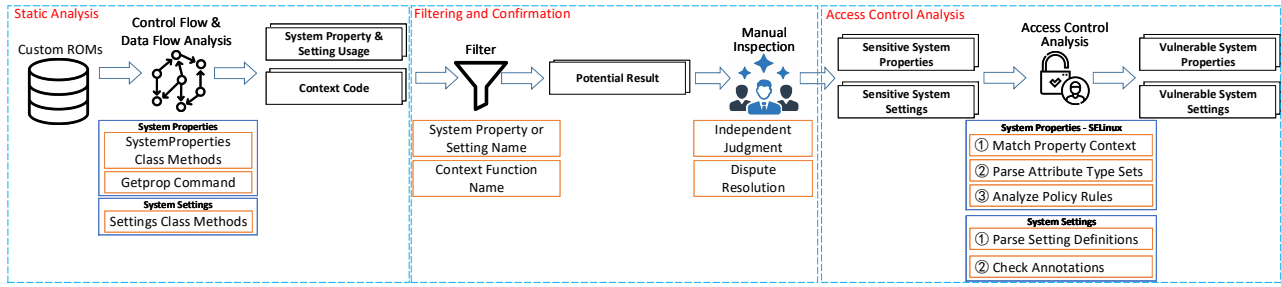 Static Analysis
Custom ROMs
Control Flow &
Data Flow Analysis
System Property &
Setting Usage
Context Code
System Properties
SystemProperties
Class Methods
Getprop Command
System Settings
Settings Class Methods
Filtering and Confirmation
Filter
System Property or
Setting Name
Context Function
Name
Potential Result
Manual
Inspection
Independent
Judgment
Dispute
Resolution
Access Control Analysis
Sensitive System
Properties
Sensitive System
Settings
Access Control
Analysis
System Properties - SELinux
① Match Property Context
② Parse Attribute Type Sets
③ Analyze Policy Rules
System Settings
① Parse Setting Definitions
② Check Annotations
Vulnerable System
Properties
Vulnerable System
Settings